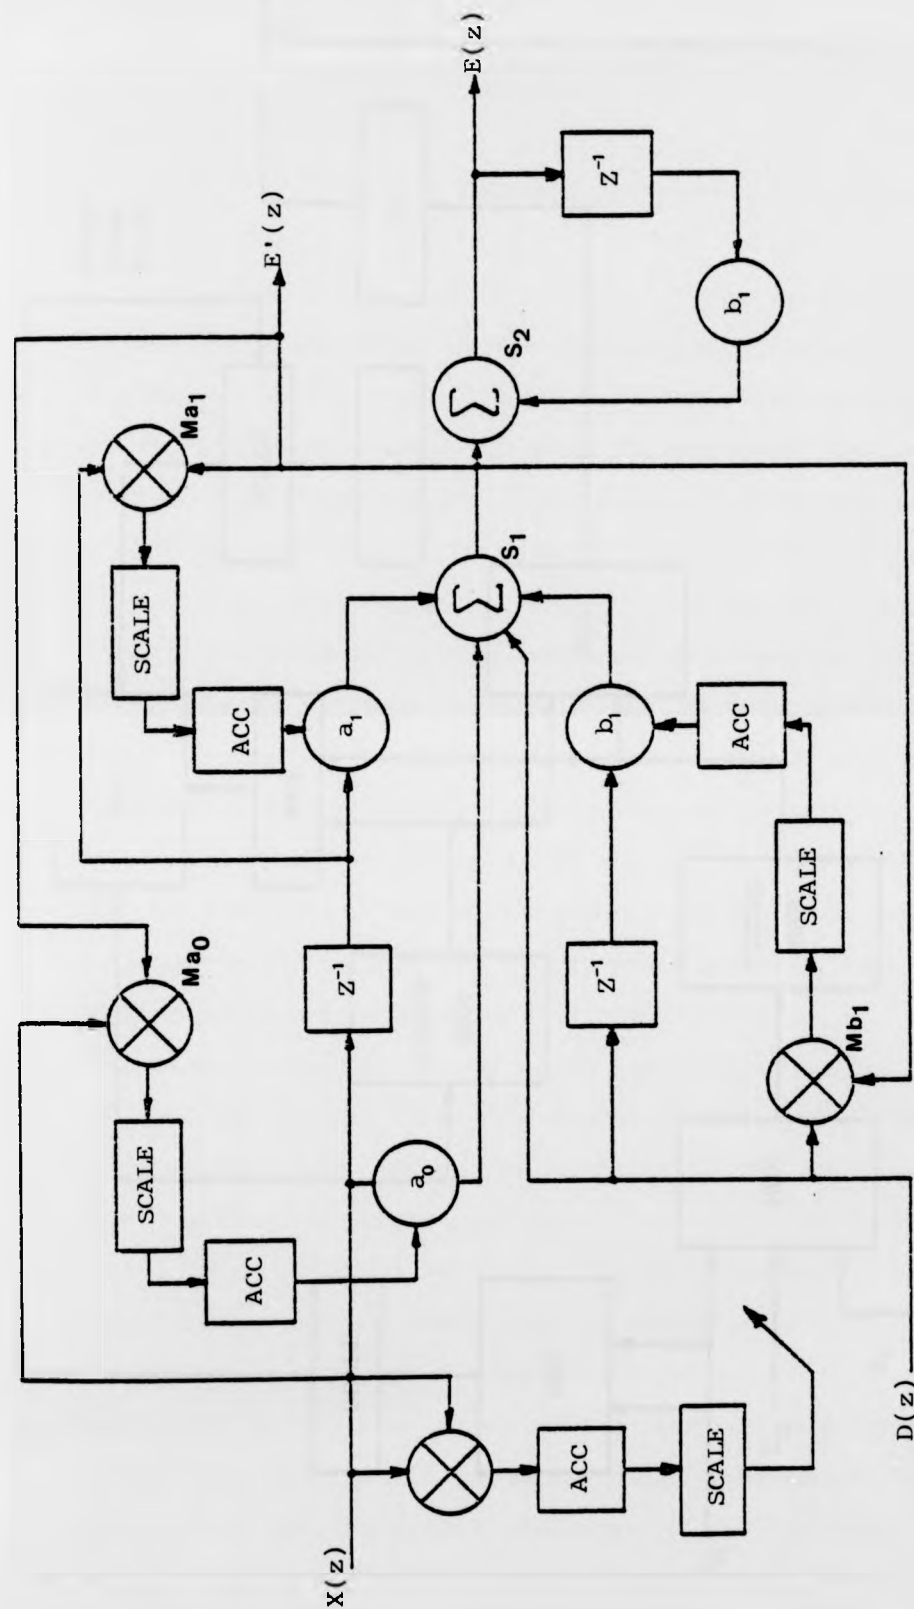 SCALE
SCALE
Ma₀
Ma₁
ACC
ACC
E'(z)
X(z)
Z⁻¹
a₁
a₀
Σ
Σ
E(z)
S₁
S₂
ACC
Z⁻¹
b₁
Z⁻¹
SCALE
ACC
b₁
SCALE
Mb₁
D(z)